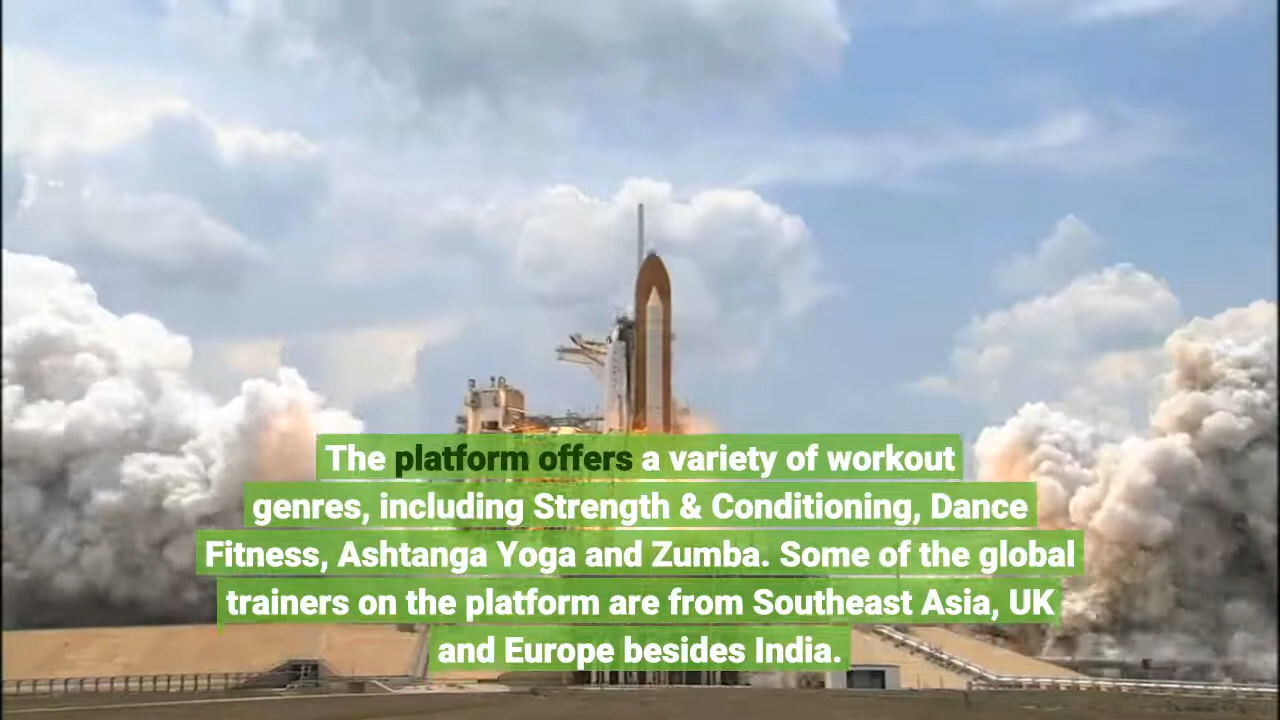 The platform offers a variety of workout
genres, including Strength & Conditioning, Dance
Fitness, Ashtanga Yoga and Zumba. Some of the global
trainers on the platform are from Southeast Asia, UK
and Europe besides India.